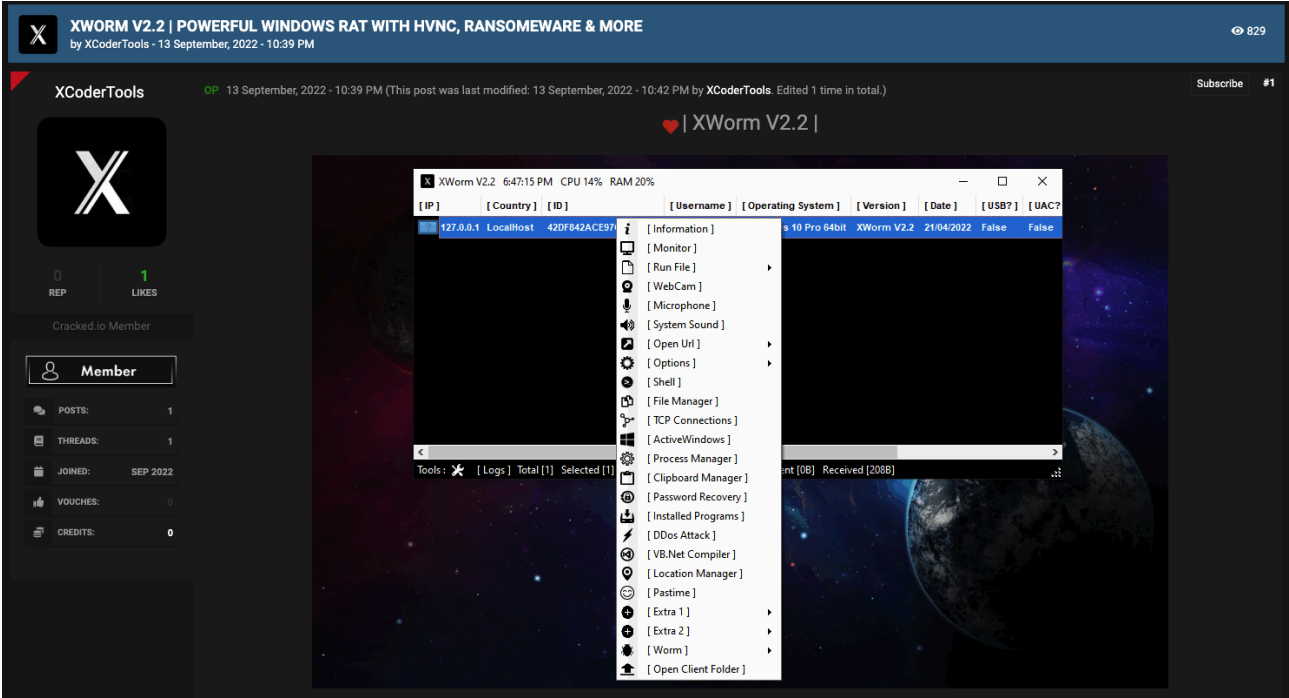 XWORM V2.2 | POWERFUL WINDOWS RAT WITH HVNC, RANSOMEWARE & MORE
by XCoderTools - 13 September, 2022 - 10:39 PM
829
XCoderTools
OP 13 September, 2022 - 10:39 PM (This post was last modified: 13 September, 2022 - 10:42 PM by XCoderTools. Edited 1 time in total.)
Subscribe #1
| XWorm V2.2 |
X
0 1
REP LIKES
Cracked.io Member
Member
POSTS: 1
THREADS: 1
JOINED: SEP 2022
VOUCHES: 0
CREDITS: 0
XWorm V2.2 6:47:15 PM CPU 14% RAM 20%
[ IP ] [ Country ] [ ID ] [ Username ] [ Operating System ] [ Version ] [ Date ] [ USB? ] [ UAC?
127.0.0.1 LocalHost 42DF842ACE97 s 10 Pro 64bit XWorm V2.2 21/04/2022 False False
[ Information ]
[ Monitor ]
[ Run File ]
[ WebCam ]
[ Microphone ]
[ System Sound ]
[ Open Url ]
[ Options ]
[ Shell ]
[ File Manager ]
[ TCP Connections ]
[ ActiveWindows ]
[ Process Manager ]
[ Clipboard Manager ]
[ Password Recovery ]
[ Installed Programs ]
[ DDos Attack ]
[ VB.Net Compiler ]
[ Location Manager ]
[ Pastime ]
[ Extra 1 ]
[ Extra 2 ]
[ Worm ]
[ Open Client Folder ]
Tools : [ Logs ] Total [1] Selected [1] ent [0B] Received [208B]